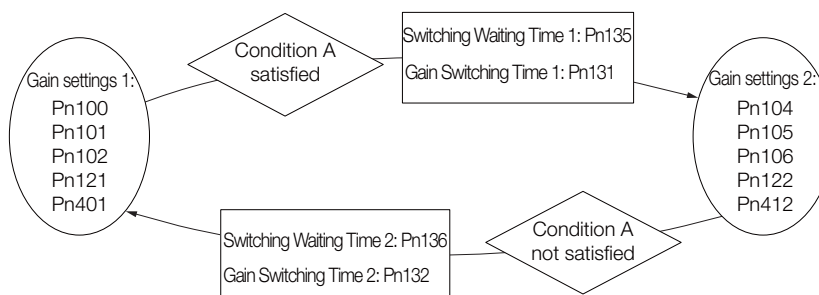 Gain settings 1:
Pn100
Pn101
Pn102
Pn121
Pn401
Condition A
satisfied
Switching Waiting Time 1: Pn135
Gain Switching Time 1: Pn131
Gain settings 2:
Pn104
Pn105
Pn106
Pn122
Pn412
Condition A
not satisfied
Switching Waiting Time 2: Pn136
Gain Switching Time 2: Pn132